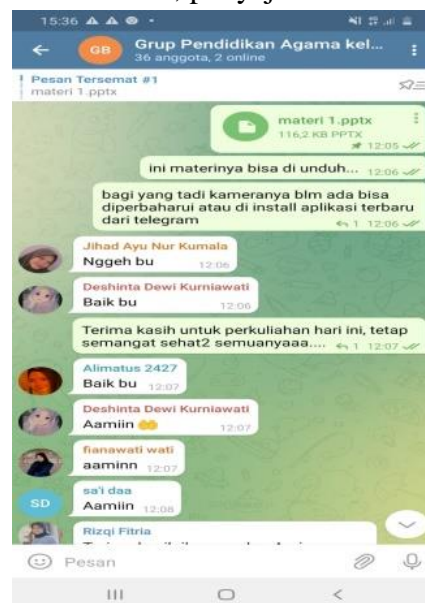 15:36
GB
Grup Pendidikan Agama kel...
36 anggota, 2 online
Pesan Tersemat #1
materi 1.pptx
materi 1.pptx
116,2 KB PPTX
12:05
ini materinya bisa di unduh... 12:06
bagi yang tadi kameranya blm ada bisa
diperbaharui atau di install aplikasi terbaru
dari telegram
1 12:06
Jihad Ayu Nur Kumala
Nggeh bu 12:06
Deshinta Dewi Kurniawati
Baik bu 12:06
Terima kasih untuk perkuliahan hari ini, tetap
semangat sehat2 semuanyaaa.... 1 12:07
Alimatus 2427
Baik bu 12:07
Deshinta Dewi Kurniawati
Aamiin 12:07
fianawati wati
aaminn 12:07
SD
sa'i daa
Aamiin 12:08
Rizqi Fitria
Pesan